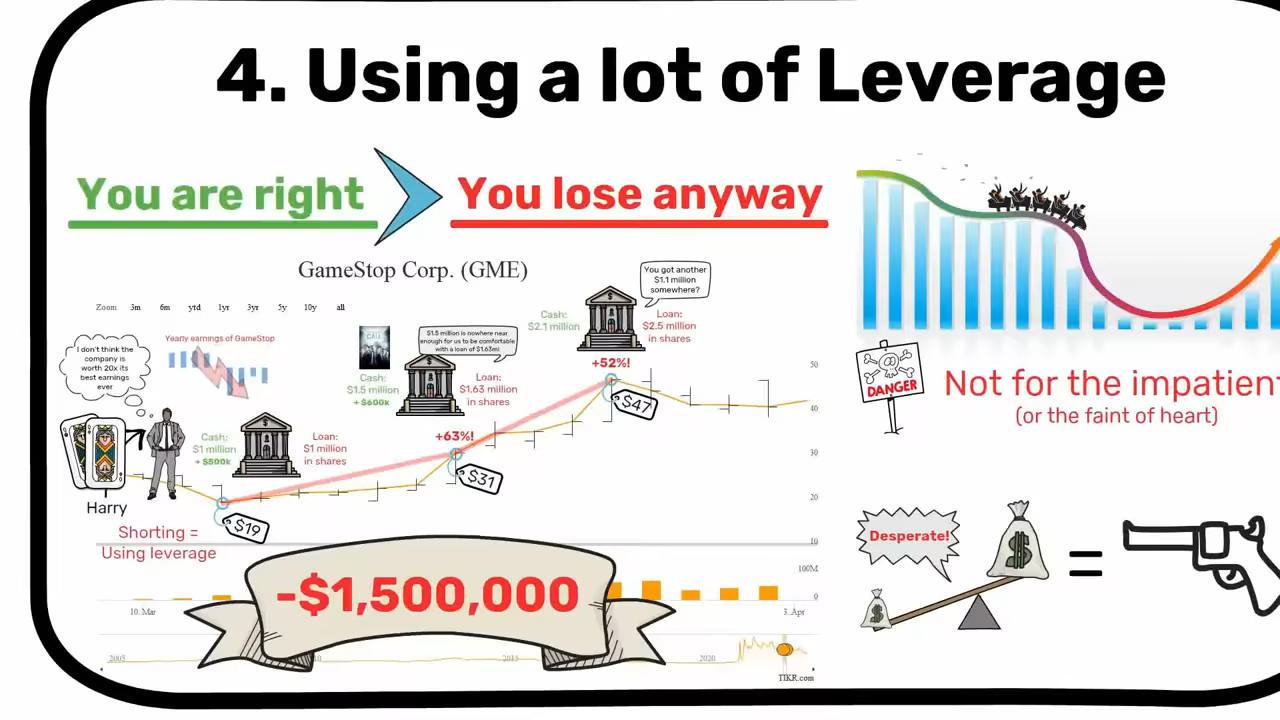 4. Using a lot of Leverage
You are right
You lose anyway
GameStop Corp. (GME)
Zoom 3m 6m ytd 1yr 3yr 5y 10y all
I don't think the
company is
worth 20x its
best earnings
ever
Yearly earnings of GameStop
Harry
Shorting =
Using leverage
Cash:
$1 million
+ $500k
Loan:
$1 million
in shares
$19
CALL
Cash:
$1.5 million
+ $600k
$1.5 million is nowhere near
enough for us to be comfortable
with a loan of $1.63m!
Loan:
$1.63 million
in shares
+63%!
$31
Cash:
$2.1 million
You got another
$1.1 million
somewhere?
Loan:
$2.5 million
in shares
+52%!
$47
50
40
30
20
10
100M
0
10. Mar
3. Apr
-$1,500,000
2005
2015
2020
TIKR.com
DANGER
Not for the impatient
(or the faint of heart)
Desperate!
$
$
=